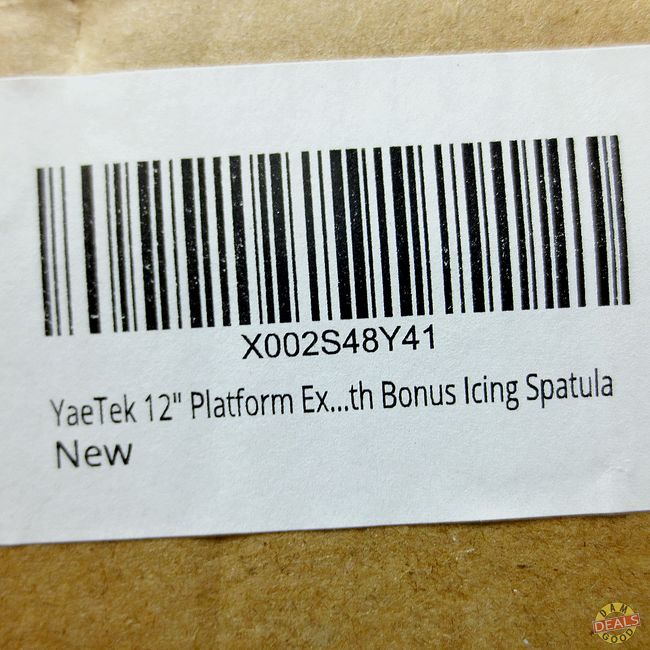 X002S48Y41
YaeTek 12" Platform Ex...th Bonus Icing Spatula
New
DAM
DEALS
GOOD